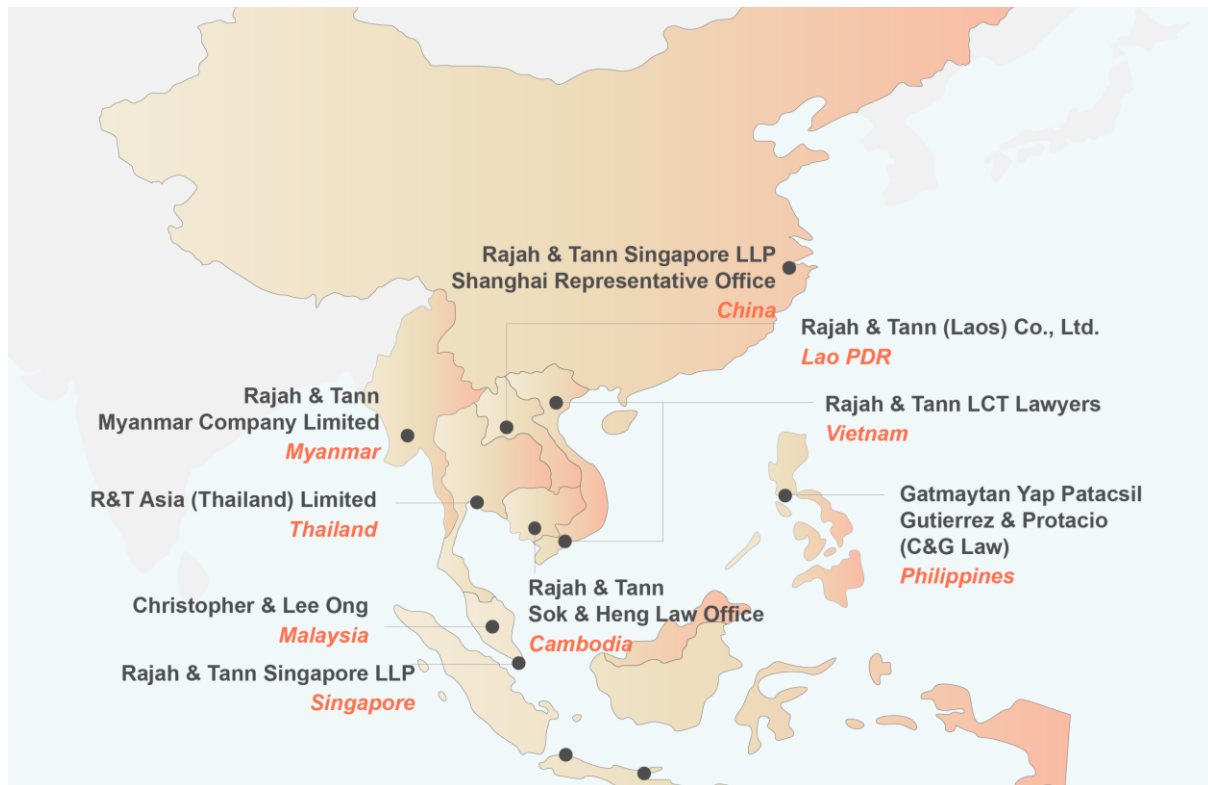 Rajah & Tann Singapore LLP
Shanghai Representative Office
China
Rajah & Tann (Laos) Co., Ltd.
Lao PDR
Rajah & Tann
Myanmar Company Limited
Myanmar
Rajah & Tann LCT Lawyers
Vietnam
R&T Asia (Thailand) Limited
Thailand
Gatmaytan Yap Patacsil
Gutierrez & Protacio
(C&G Law)
Philippines
Rajah & Tann
Sok & Heng Law Office
Cambodia
Christopher & Lee Ong
Malaysia
Rajah & Tann Singapore LLP
Singapore